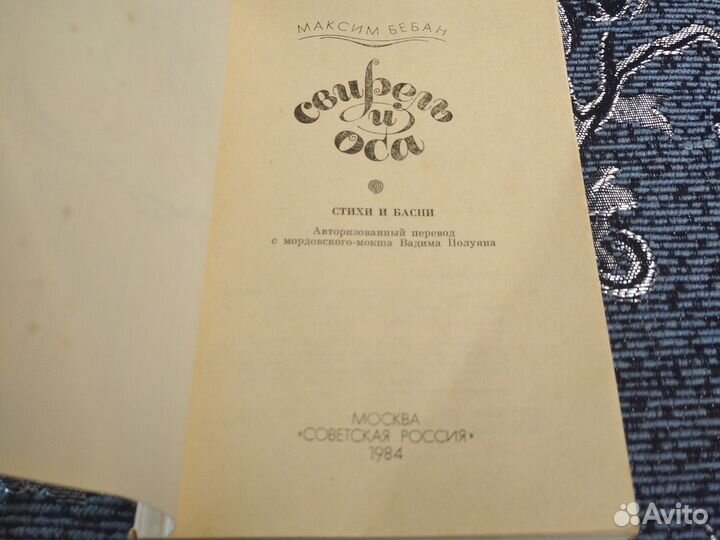 МАКСИМ БЕБАН
Свирель
и
оса
СТИХИ И БАСНИ
Авторизованный перевод
с мордовского-мокша Вадима Полуяна
МОСКВА
«СОВЕТСКАЯ РОССИЯ»
1984
Avito